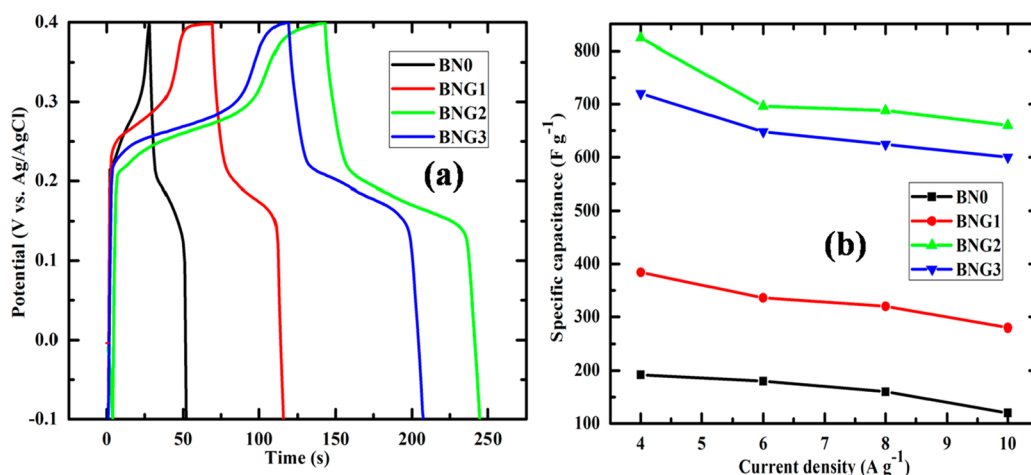 0.4
0.3
0.2
0.1
0.0
-0.1
Potential (V vs. Ag/AgCl)
BN0
BNG1
BNG2
BNG3
(a)
0
50
100
150
200
250
Time (s)
800
700
600
500
400
300
200
100
Specific capacitance (F g⁻¹)
BN0
BNG1
BNG2
BNG3
(b)
4
5
6
7
8
9
10
Current density (A g⁻¹)